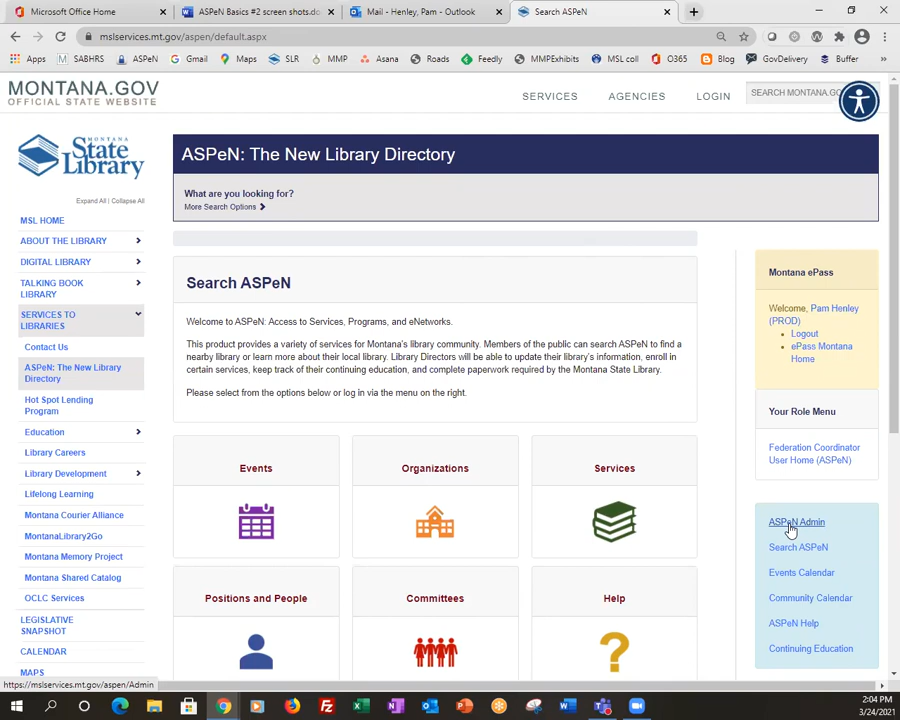 Microsoft Office Home
ASPeN Basics #2 screen shots.do
Mail - Henley, Pam - Outlook
Search ASPeN
mslservices.mt.gov/aspen/default.aspx
Apps
SABHRS
ASPeN
Gmail
Maps
SLR
MMP
Asana
Roads
Feedly
MMPExhibits
MSL coll
O365
Blog
GovDelivery
Buffer
MONTANA.GOV
OFFICIAL STATE WEBSITE
SERVICES
AGENCIES
LOGIN
SEARCH MONTANA.GO
MONTANA
State
Library
Expand All | Collapse All
MSL HOME
ABOUT THE LIBRARY
DIGITAL LIBRARY
TALKING BOOK
LIBRARY
SERVICES TO
LIBRARIES
Contact Us
ASPeN: The New Library
Directory
Hot Spot Lending
Program
Education
Library Careers
Library Development
Lifelong Learning
Montana Courier Alliance
MontanaLibrary2Go
Montana Memory Project
Montana Shared Catalog
OCLC Services
LEGISLATIVE
SNAPSHOT
CALENDAR
MAPS
ASPeN: The New Library Directory
What are you looking for?
More Search Options
Search ASPeN
Welcome to ASPeN: Access to Services, Programs, and eNetworks.
This product provides a variety of services for Montana's library community. Members of the public can search ASPeN to find a
nearby library or learn more about their local library. Library Directors will be able to update their library's information, enroll in
certain services, keep track of their continuing education, and complete paperwork required by the Montana State Library.
Please select from the options below or log in via the menu on the right.
Events
Organizations
Services
Positions and People
Committees
Help
Montana ePass
Welcome, Pam Henley
(PROD)
Logout
ePass Montana
Home
Your Role Menu
Federation Coordinator
User Home (ASPeN)
ASPeN Admin
Search ASPeN
Events Calendar
Community Calendar
ASPeN Help
Continuing Education
https://mslservices.mt.gov/aspen/Admin
2:04 PM
3/24/2021